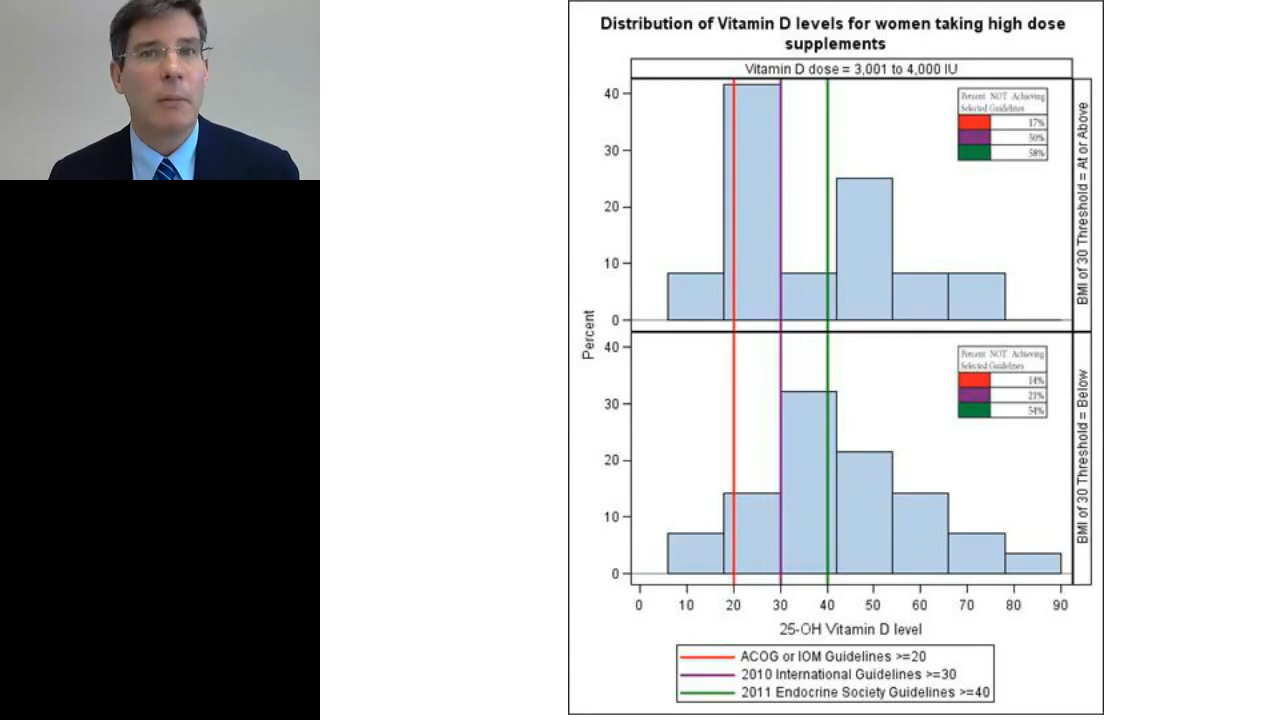 Distribution of Vitamin D levels for women taking high dose
supplements
Vitamin D dose = 3,001 to 4,000 IU
Percent
40
30
20
10
0
Percent NOT Achieving
Selected Guidelines
17%
50%
58%
BMI of 30 Threshold = At or Above
40
30
20
10
0
Percent NOT Achieving
Selected Guidelines
14%
21%
54%
BMI of 30 Threshold = Below
0 10 20 30 40 50 60 70 80 90
25-OH Vitamin D level
ACOG or IOM Guidelines >=20
2010 International Guidelines >=30
2011 Endocrine Society Guidelines >=40